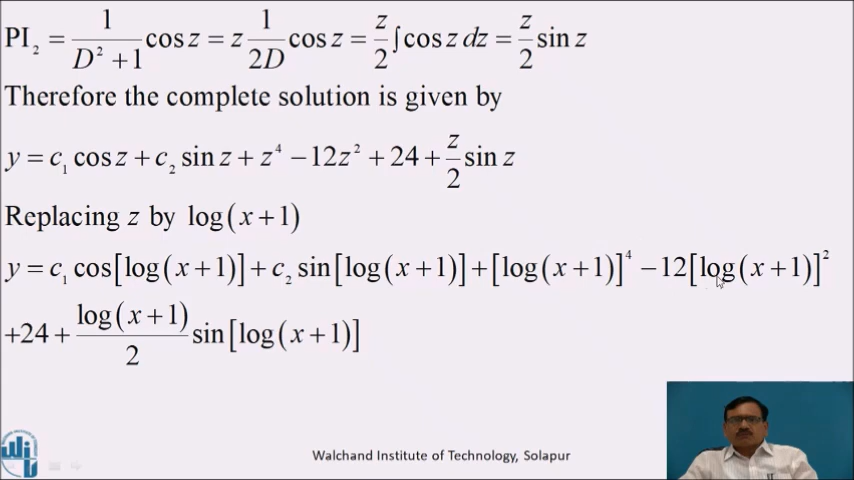 PI₂ = 1/(D² + 1) cos z = z 1/(2D) cos z = z/2 ∫cos z dz = z/2 sin z
Therefore the complete solution is given by
y = c₁ cos z + c₂ sin z + z⁴ − 12z² + 24 + z/2 sin z
Replacing z by log(x + 1)
y = c₁ cos[log(x + 1)] + c₂ sin[log(x + 1)] + [log(x + 1)]⁴ − 12[log(x + 1)]²
+24 + log(x + 1)/2 sin[log(x + 1)]
Walchand Institute of Technology, Solapur